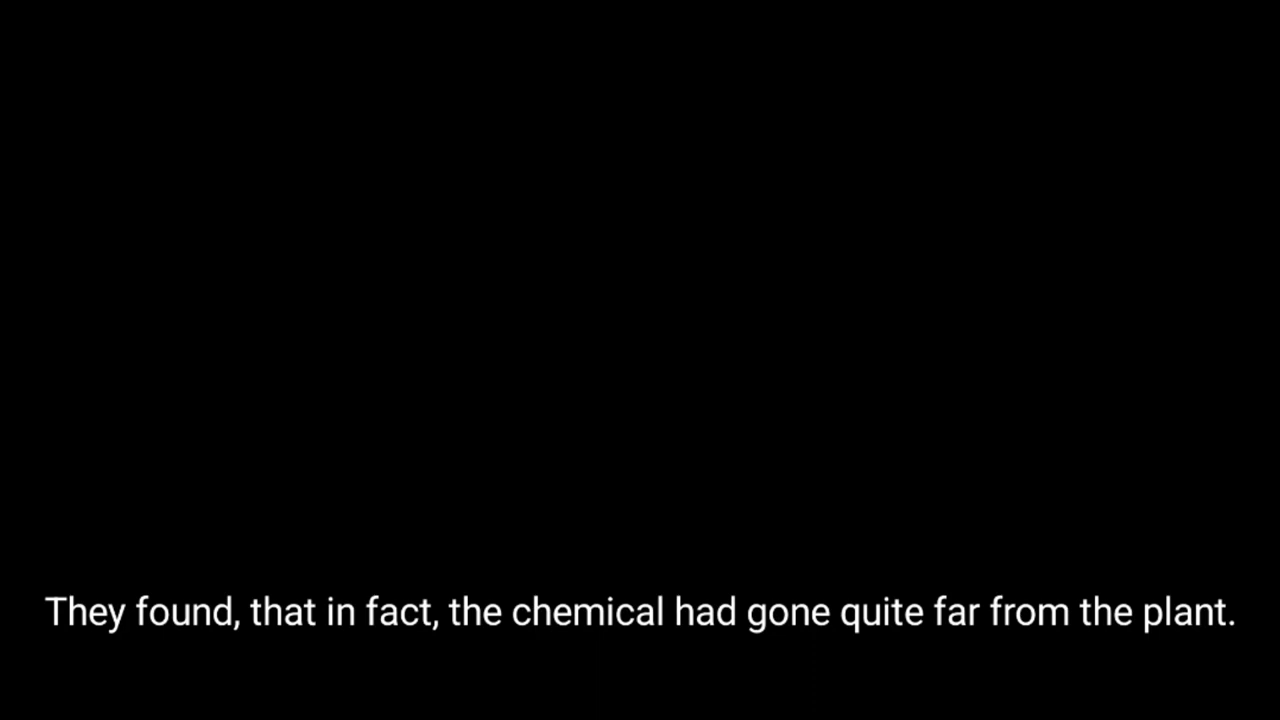 They found, that in fact, the chemical had gone quite far from the plant.